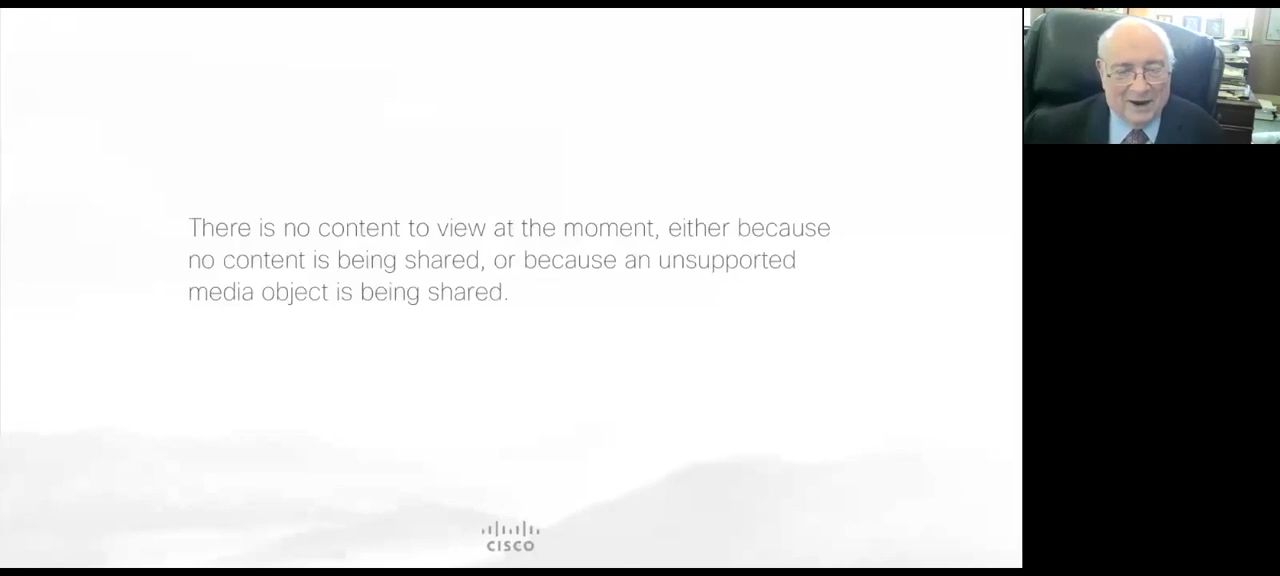 There is no content to view at the moment, either because
no content is being shared, or because an unsupported
media object is being shared.
CISCO